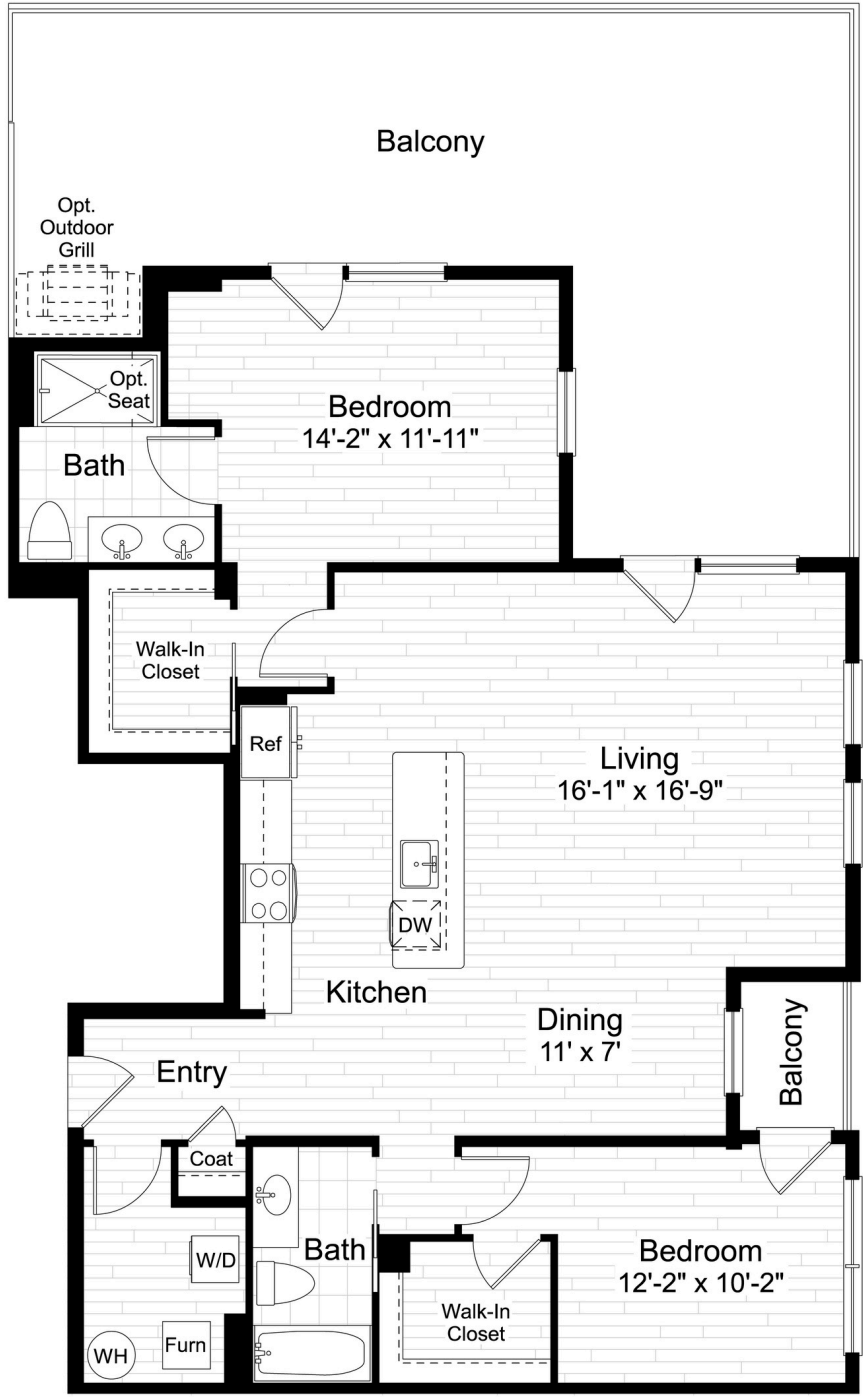 Balcony
Opt.
Outdoor
Grill
Opt.
Seat
Bedroom
14'-2" x 11'-11"
Bath
Walk-In
Closet
Ref
Living
16'-1" x 16'-9"
DW
Kitchen
Dining
11' x 7'
Balcony
Entry
Coat
W/D
Bath
Bedroom
12'-2" x 10'-2"
Walk-In
Closet
WH
Furn